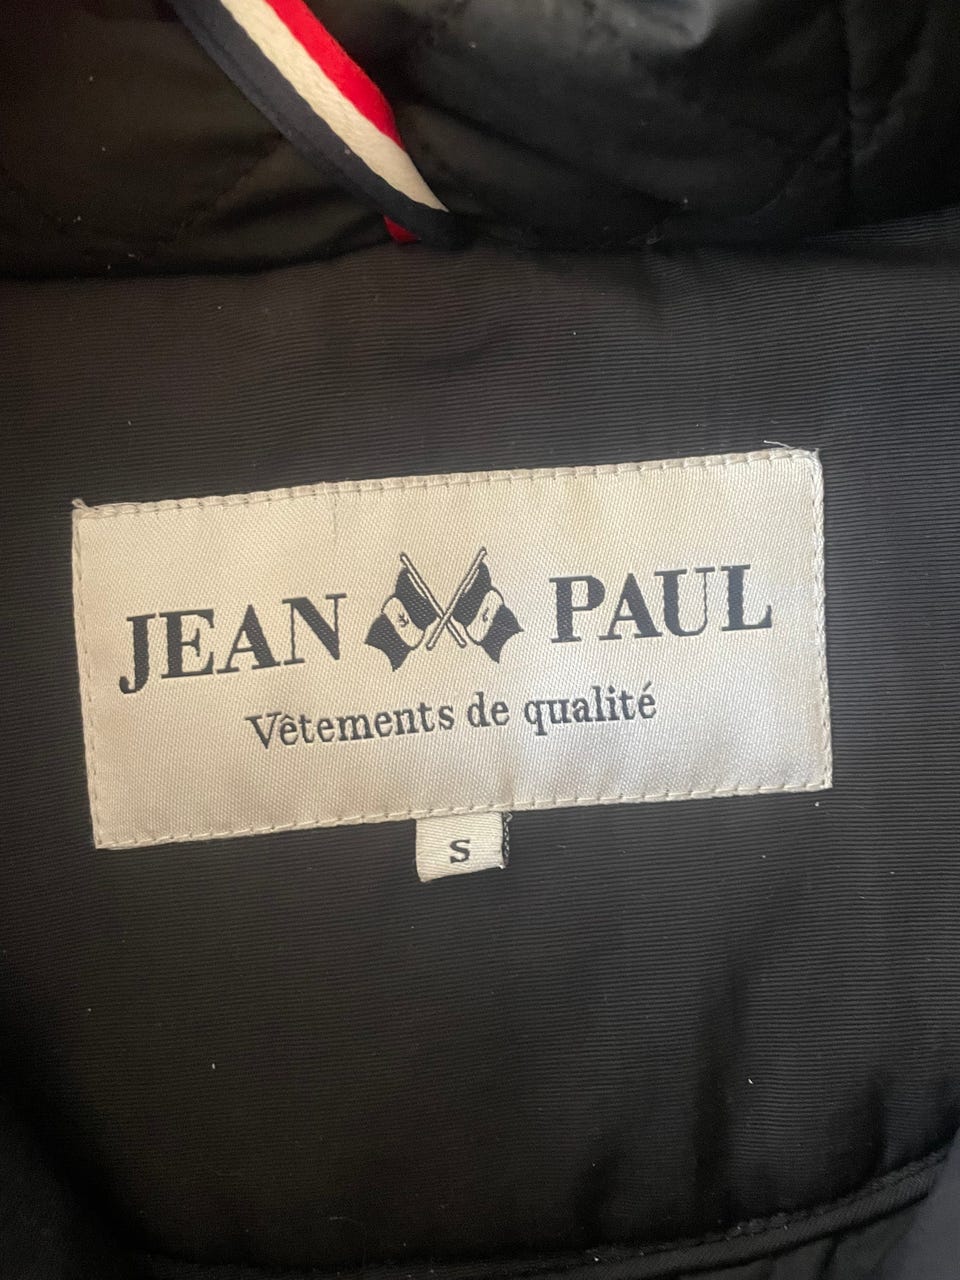 JEAN PAUL
Vêtements de qualité
S